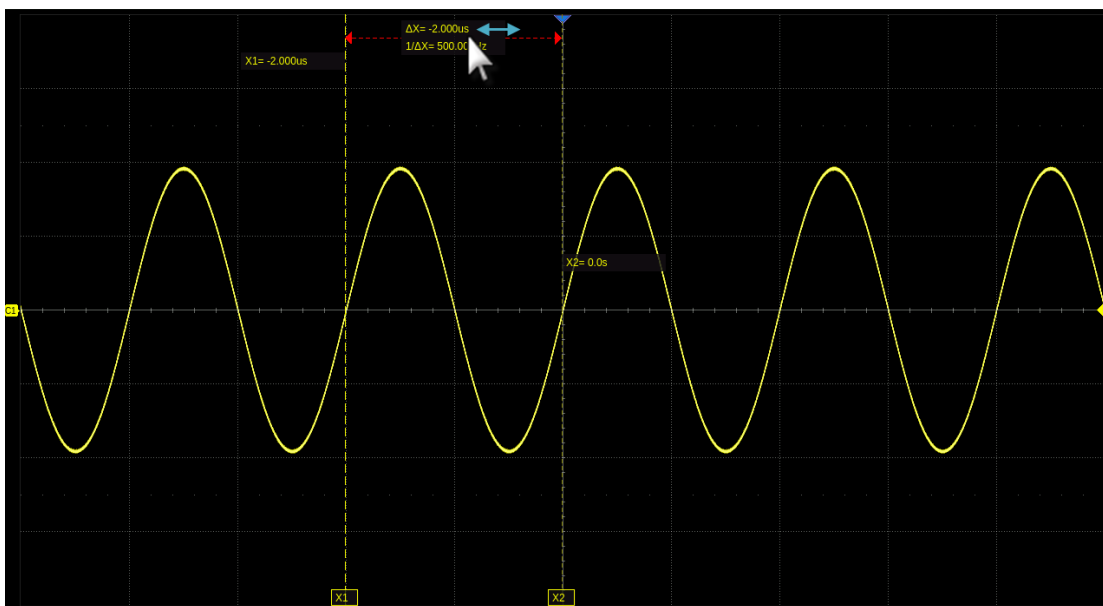 ΔX= -2.000us
1/ΔX= 500.00
X1= -2.000us
X2= 0.0s
C1
X1
X2